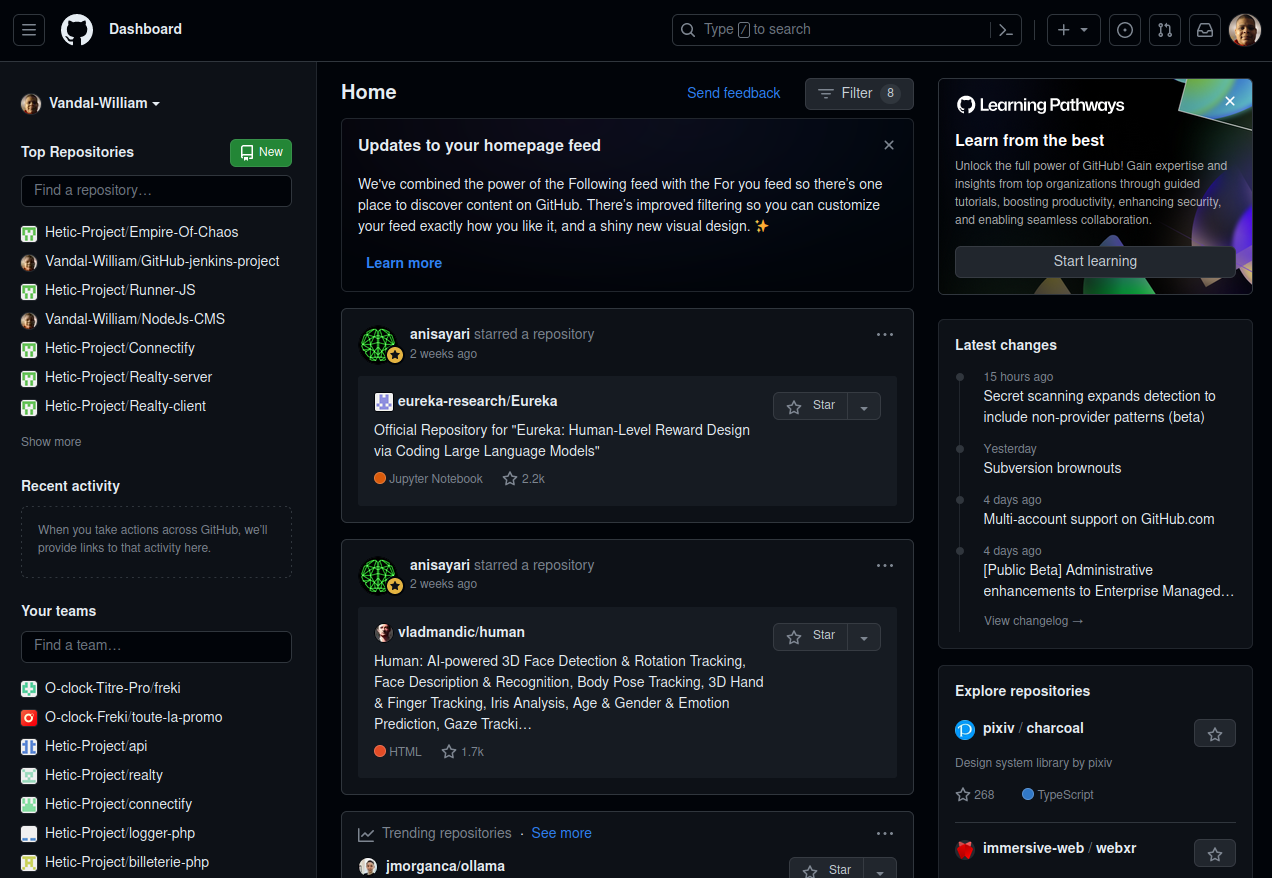 Dashboard
Type / to search
Vandal-William
Top Repositories
New
Find a repository…
Hetic-Project/Empire-Of-Chaos
Vandal-William/GitHub-jenkins-project
Hetic-Project/Runner-JS
Vandal-William/NodeJs-CMS
Hetic-Project/Connectify
Hetic-Project/Realty-server
Hetic-Project/Realty-client
Show more
Recent activity
When you take actions across GitHub, we'll
provide links to that activity here.
Your teams
Find a team…
O-clock-Titre-Pro/freki
O-clock-Freki/toute-la-promo
Hetic-Project/api
Hetic-Project/realty
Hetic-Project/connectify
Hetic-Project/logger-php
Hetic-Project/billeterie-php
Home
Send feedback
Filter 8
Updates to your homepage feed
We've combined the power of the Following feed with the For you feed so there's one
place to discover content on GitHub. There's improved filtering so you can customize
your feed exactly how you like it, and a shiny new visual design. ✨
Learn more
anisayari starred a repository
2 weeks ago
eureka-research/Eureka
Star
Official Repository for "Eureka: Human-Level Reward Design
via Coding Large Language Models"
Jupyter Notebook 2.2k
anisayari starred a repository
2 weeks ago
vladmandic/human
Star
Human: AI-powered 3D Face Detection & Rotation Tracking,
Face Description & Recognition, Body Pose Tracking, 3D Hand
& Finger Tracking, Iris Analysis, Age & Gender & Emotion
Prediction, Gaze Tracki…
HTML 1.7k
Trending repositories · See more
jmorganca/ollama
Star
Learning Pathways
Learn from the best
Unlock the full power of GitHub! Gain expertise and
insights from top organizations through guided
tutorials, boosting productivity, enhancing security,
and enabling seamless collaboration.
Start learning
Latest changes
15 hours ago
Secret scanning expands detection to
include non-provider patterns (beta)
Yesterday
Subversion brownouts
4 days ago
Multi-account support on GitHub.com
4 days ago
[Public Beta] Administrative
enhancements to Enterprise Managed…
View changelog →
Explore repositories
pixiv / charcoal
Design system library by pixiv
268 TypeScript
immersive-web / webxr